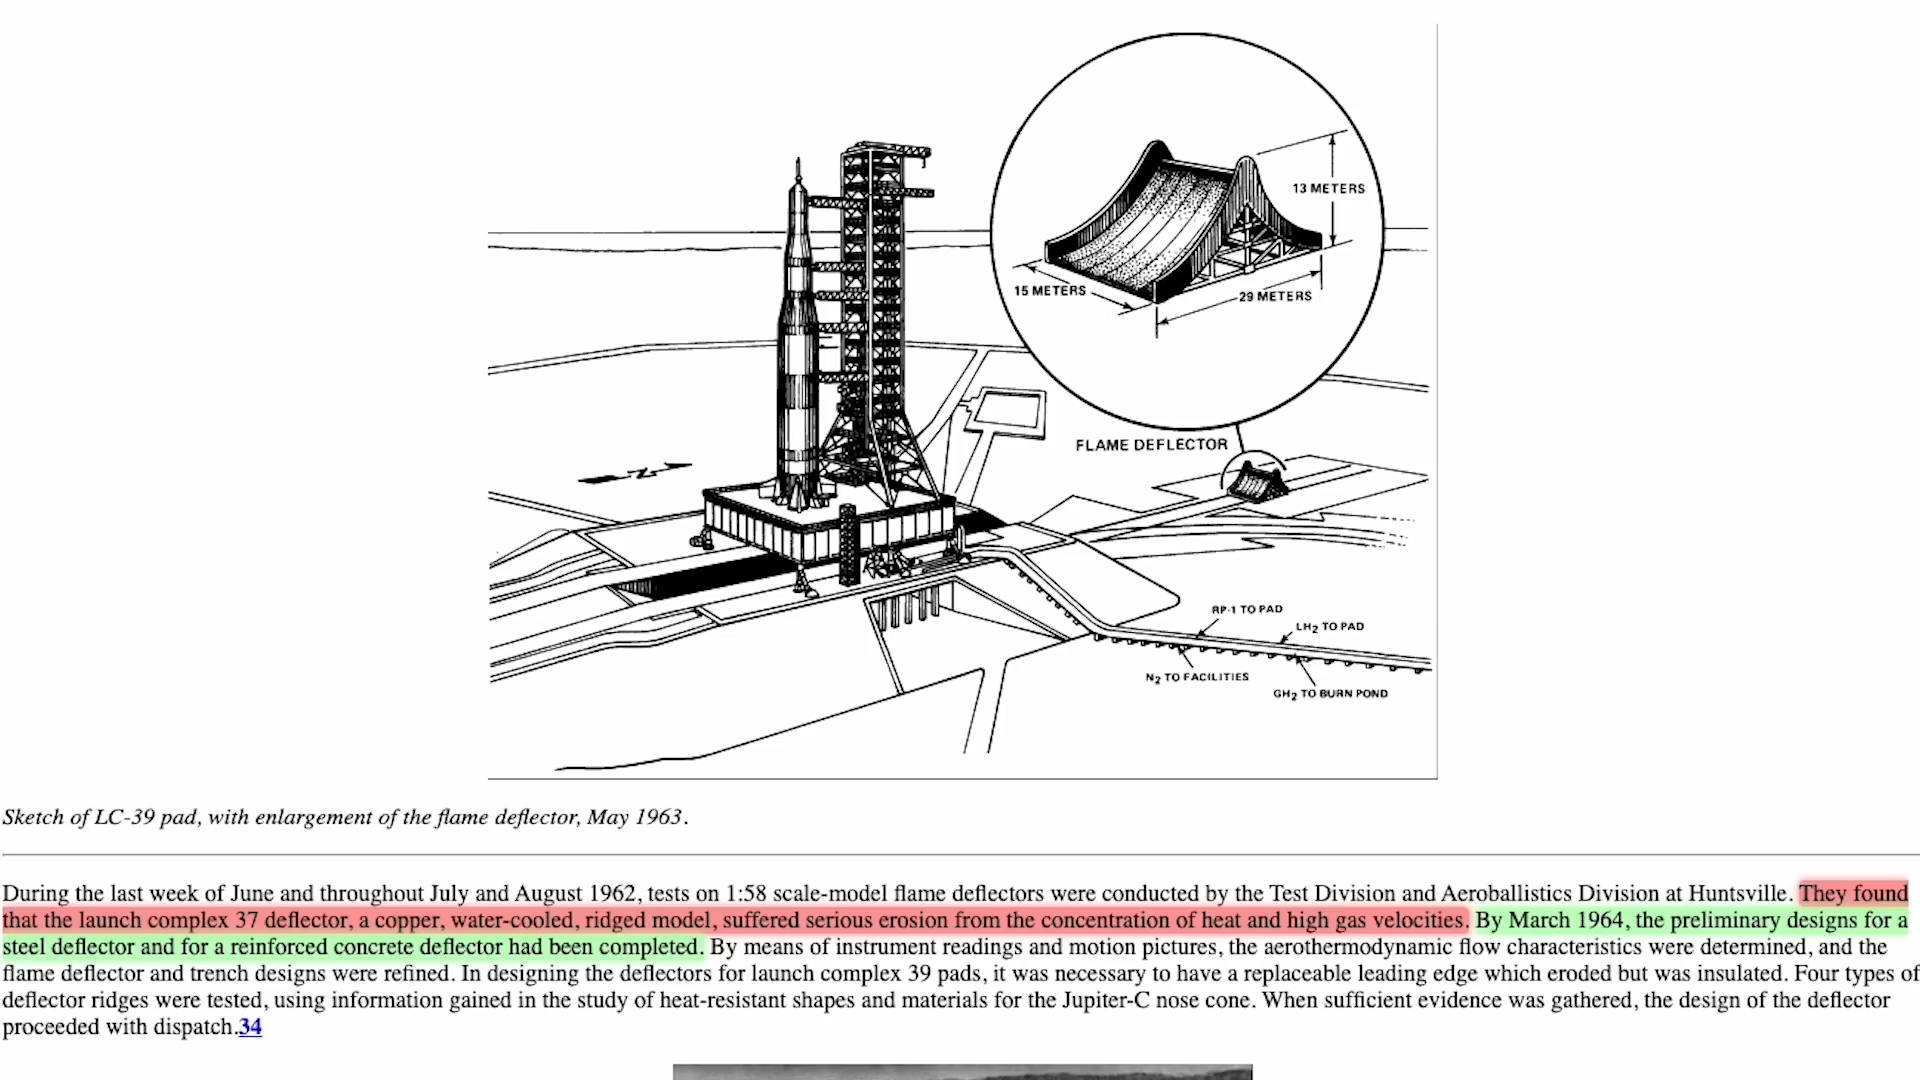 13 METERS
15 METERS
29 METERS
FLAME DEFLECTOR
N
RP-1 TO PAD
LH2 TO PAD
N2 TO FACILITIES
GH2 TO BURN POND
Sketch of LC-39 pad, with enlargement of the flame deflector, May 1963.
During the last week of June and throughout July and August 1962, tests on 1:58 scale-model flame deflectors were conducted by the Test Division and Aeroballistics Division at Huntsville. They found
that the launch complex 37 deflector, a copper, water-cooled, ridged model, suffered serious erosion from the concentration of heat and high gas velocities. By March 1964, the preliminary designs for a
steel deflector and for a reinforced concrete deflector had been completed. By means of instrument readings and motion pictures, the aerothermodynamic flow characteristics were determined, and the
flame deflector and trench designs were refined. In designing the deflectors for launch complex 39 pads, it was necessary to have a replaceable leading edge which eroded but was insulated. Four types of
deflector ridges were tested, using information gained in the study of heat-resistant shapes and materials for the Jupiter-C nose cone. When sufficient evidence was gathered, the design of the deflector
proceeded with dispatch.34